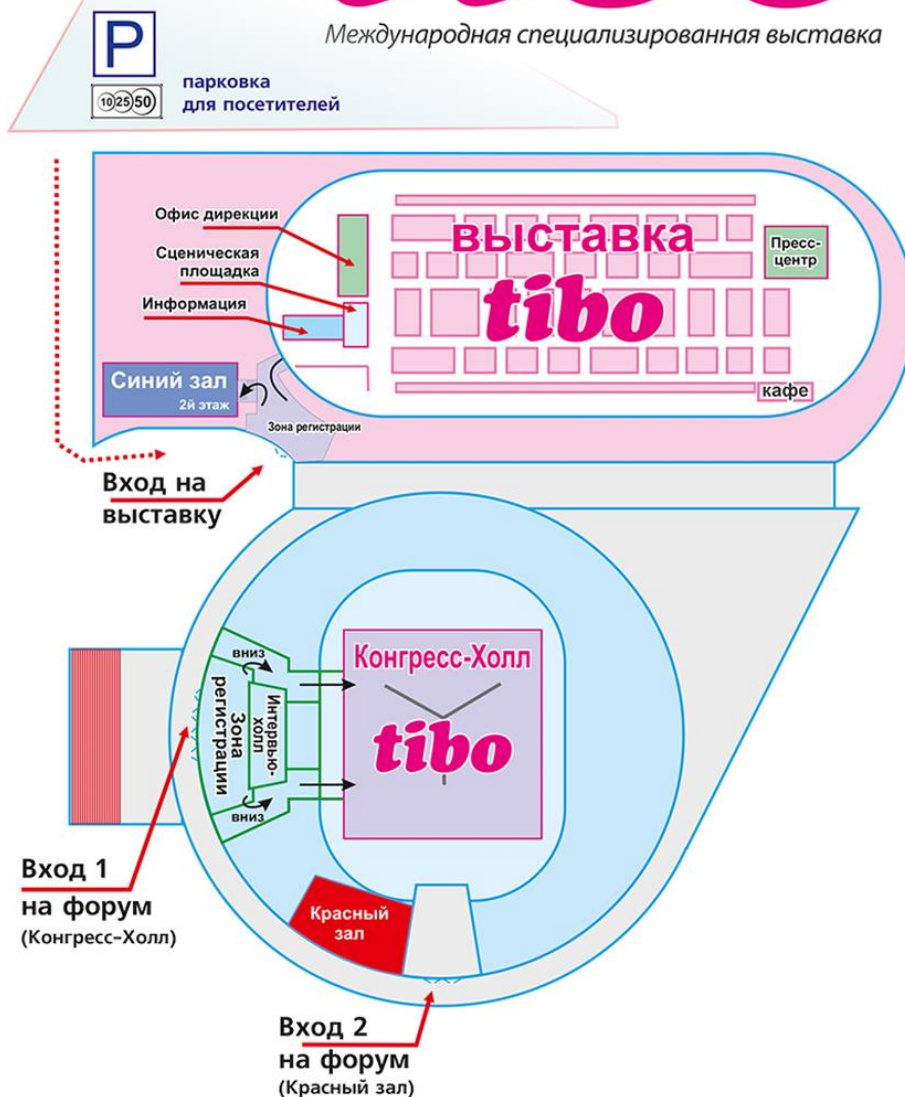 Международная специализированная выставка
P
10 25 50
парковка
для посетителей
Офис дирекции
Сценическая
площадка
Информация
выставка
tibo
Пресс-
центр
Синий зал
2й этаж
кафе
Зона регистрации
Вход на
выставку
вниз
Конгресс-Холл
Интервью-
холл
Зона
регистрации
tibo
вниз
Вход 1
на форум
(Конгресс-Холл)
Красный
зал
Вход 2
на форум
(Красный зал)